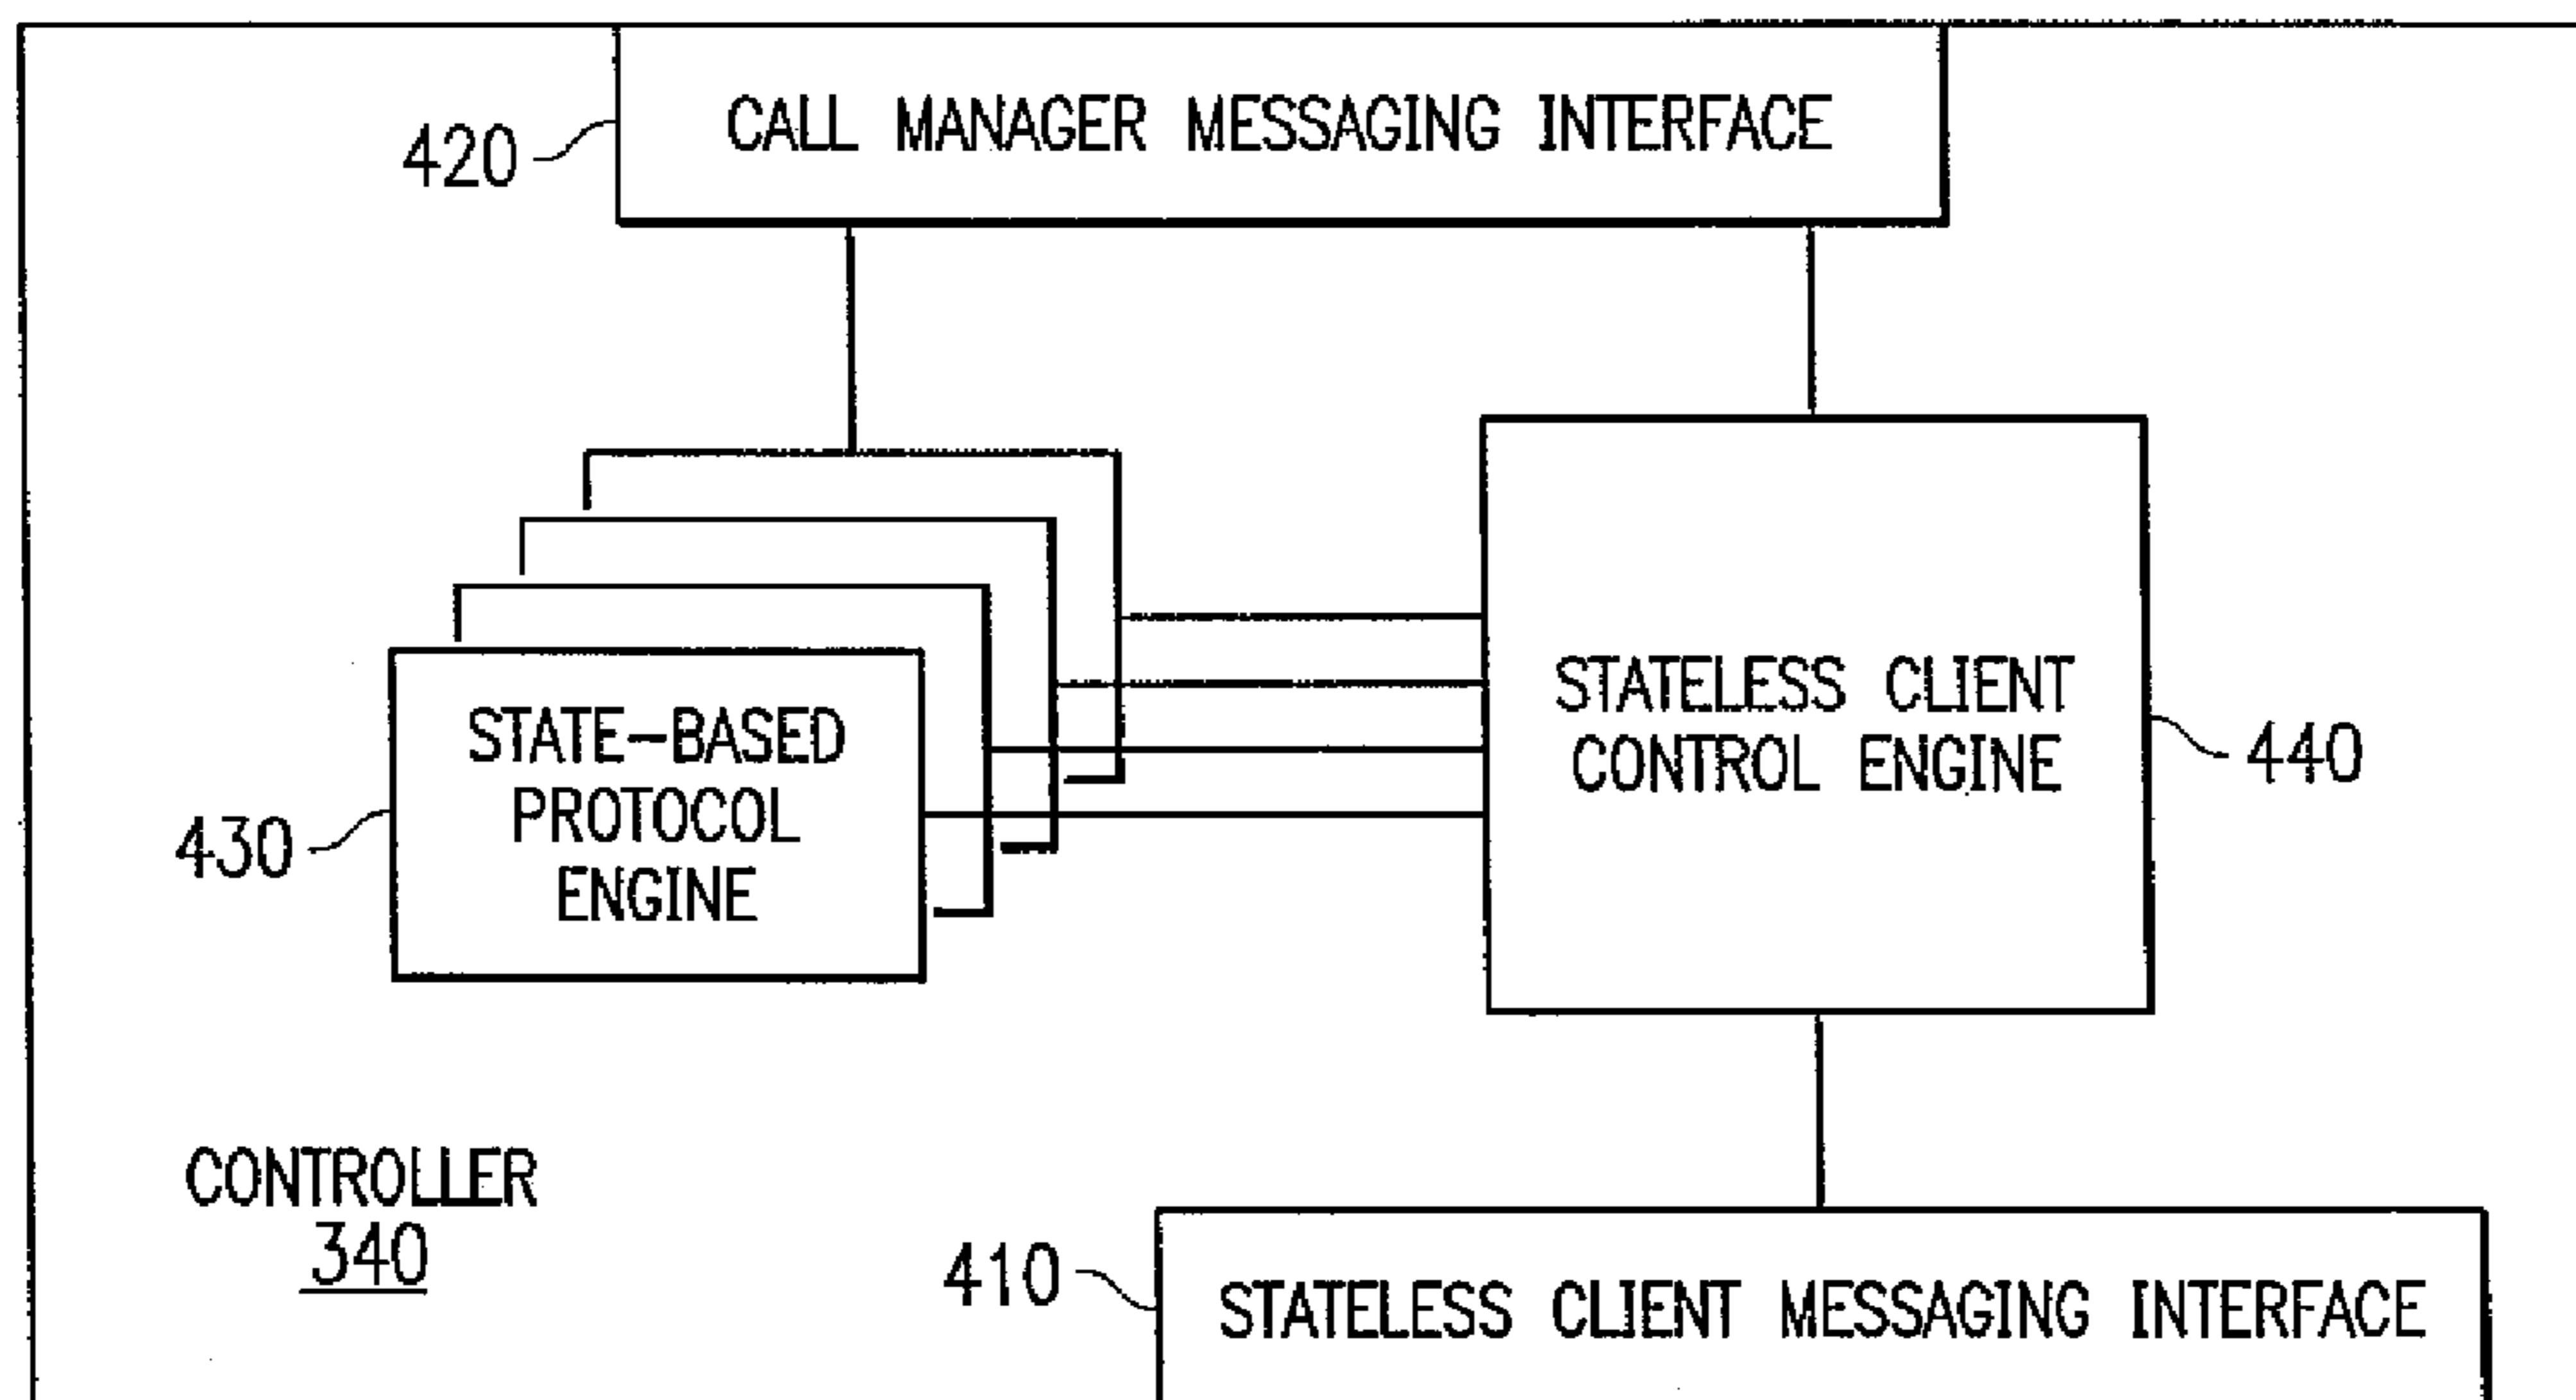 CALL MANAGER MESSAGING INTERFACE
420
STATE-BASED
PROTOCOL
ENGINE
430
STATELESS CLIENT
CONTROL ENGINE
440
CONTROLLER
340
410
STATELESS CLIENT MESSAGING INTERFACE